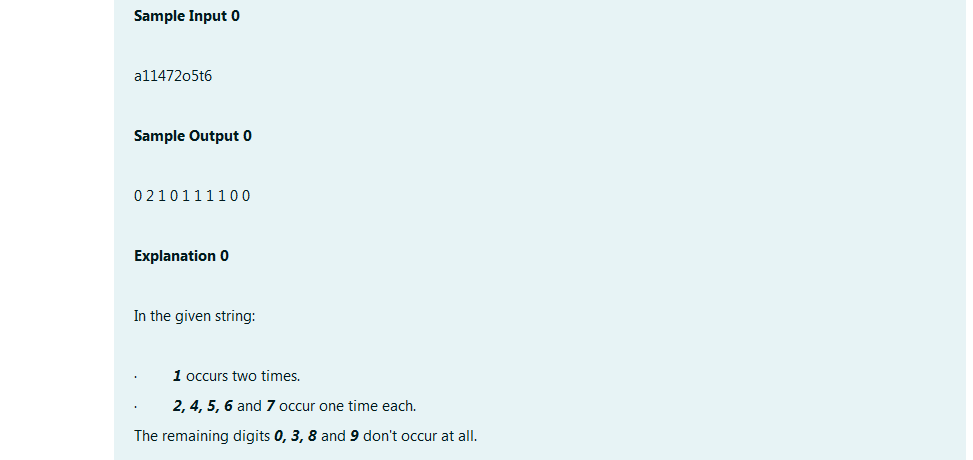 Sample Input 0
a11472o5t6
Sample Output 0
0 2 1 0 1 1 1 1 0 0
Explanation 0
In the given string:
· 1 occurs two times.
· 2, 4, 5, 6 and 7 occur one time each.
The remaining digits 0, 3, 8 and 9 don't occur at all.